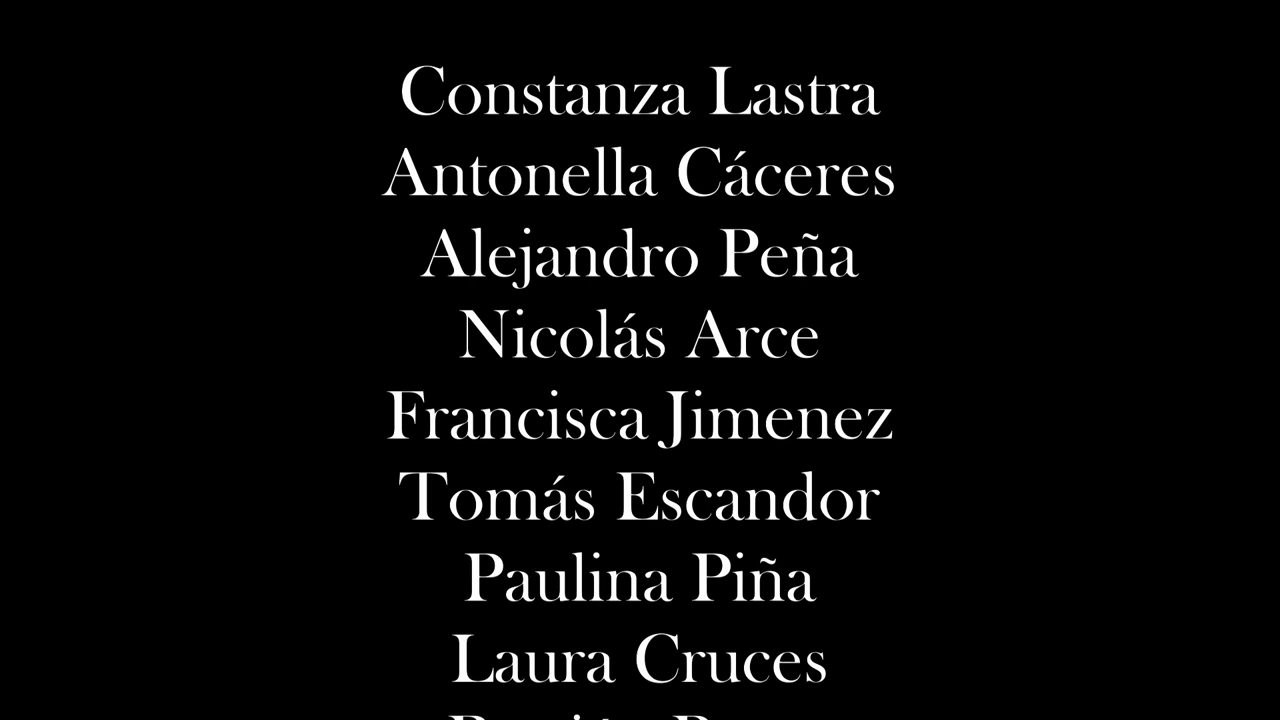 Constanza Lastra
Antonella Cáceres
Alejandro Peña
Nicolás Arce
Francisca Jimenez
Tomás Escandor
Paulina Piña
Laura Cruces